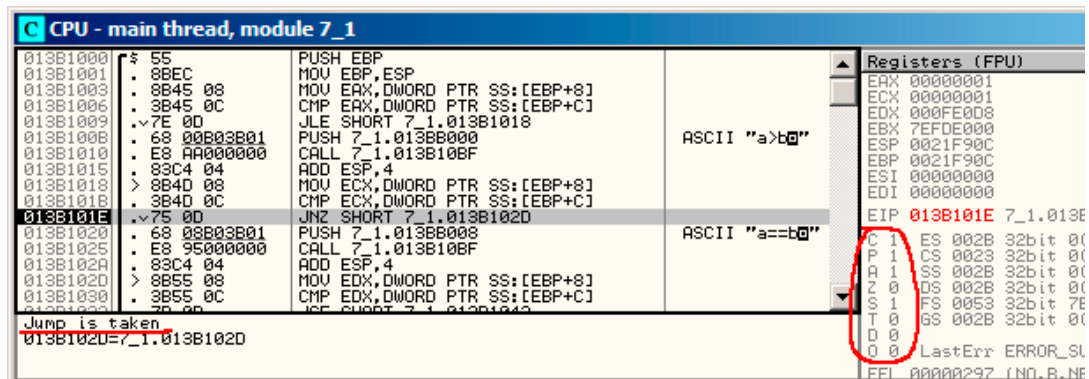 C CPU - main thread, module 7_1
013B1000 $ 55 PUSH EBP
013B1001 . 8BEC MOV EBP,ESP
013B1003 . 8B45 08 MOV EAX,DWORD PTR SS:[EBP+8]
013B1006 . 3B45 0C CMP EAX,DWORD PTR SS:[EBP+C]
013B1009 .v7E 0D JLE SHORT 7_1.013B1018
013B100B . 68 00B03B01 PUSH 7_1.013BB000 ASCII "a>b◙"
013B1010 . E8 AA000000 CALL 7_1.013B10BF
013B1015 . 83C4 04 ADD ESP,4
013B1018 > 8B4D 08 MOV ECX,DWORD PTR SS:[EBP+8]
013B101B . 3B4D 0C CMP ECX,DWORD PTR SS:[EBP+C]
013B101E .v75 0D JNZ SHORT 7_1.013B102D
013B1020 . 68 08B03B01 PUSH 7_1.013BB008 ASCII "a==b◙"
013B1025 . E8 95000000 CALL 7_1.013B10BF
013B102A . 83C4 04 ADD ESP,4
013B102D > 8B55 08 MOV EDX,DWORD PTR SS:[EBP+8]
013B1030 . 3B55 0C CMP EDX,DWORD PTR SS:[EBP+C]
Jump is taken
013B102D=7_1.013B102D
Registers (FPU)
EAX 00000001
ECX 00000001
EDX 000FE0D8
EBX 7EFDE000
ESP 0021F90C
EBP 0021F90C
ESI 00000000
EDI 00000000
EIP 013B101E 7_1.013B
C 1 ES 002B 32bit
P 1 CS 0023 32bit
A 1 SS 002B 32bit
Z 0 DS 002B 32bit
S 1 FS 0053 32bit
T 0 GS 002B 32bit
D 0
O 0 LastErr ERROR_SU
EFL 00000297 (NO,B,NE